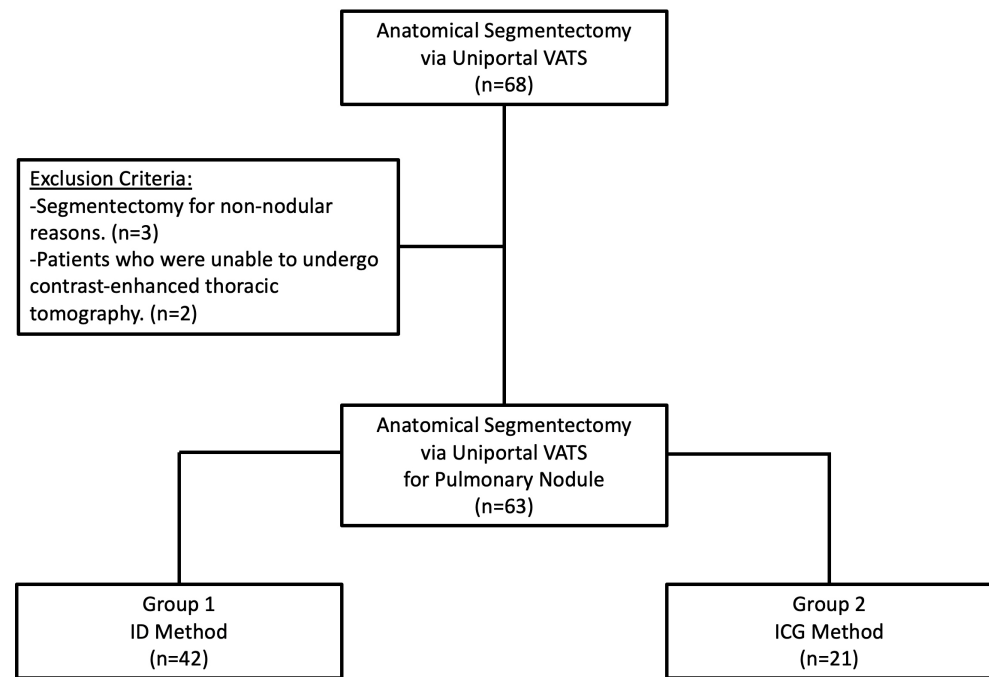 Anatomical Segmentectomy
via Uniportal VATS
(n=68)
Exclusion Criteria:
-Segmentectomy for non-nodular
reasons. (n=3)
-Patients who were unable to undergo
contrast-enhanced thoracic
tomography. (n=2)
Anatomical Segmentectomy
via Uniportal VATS
for Pulmonary Nodule
(n=63)
Group 1
ID Method
(n=42)
Group 2
ICG Method
(n=21)